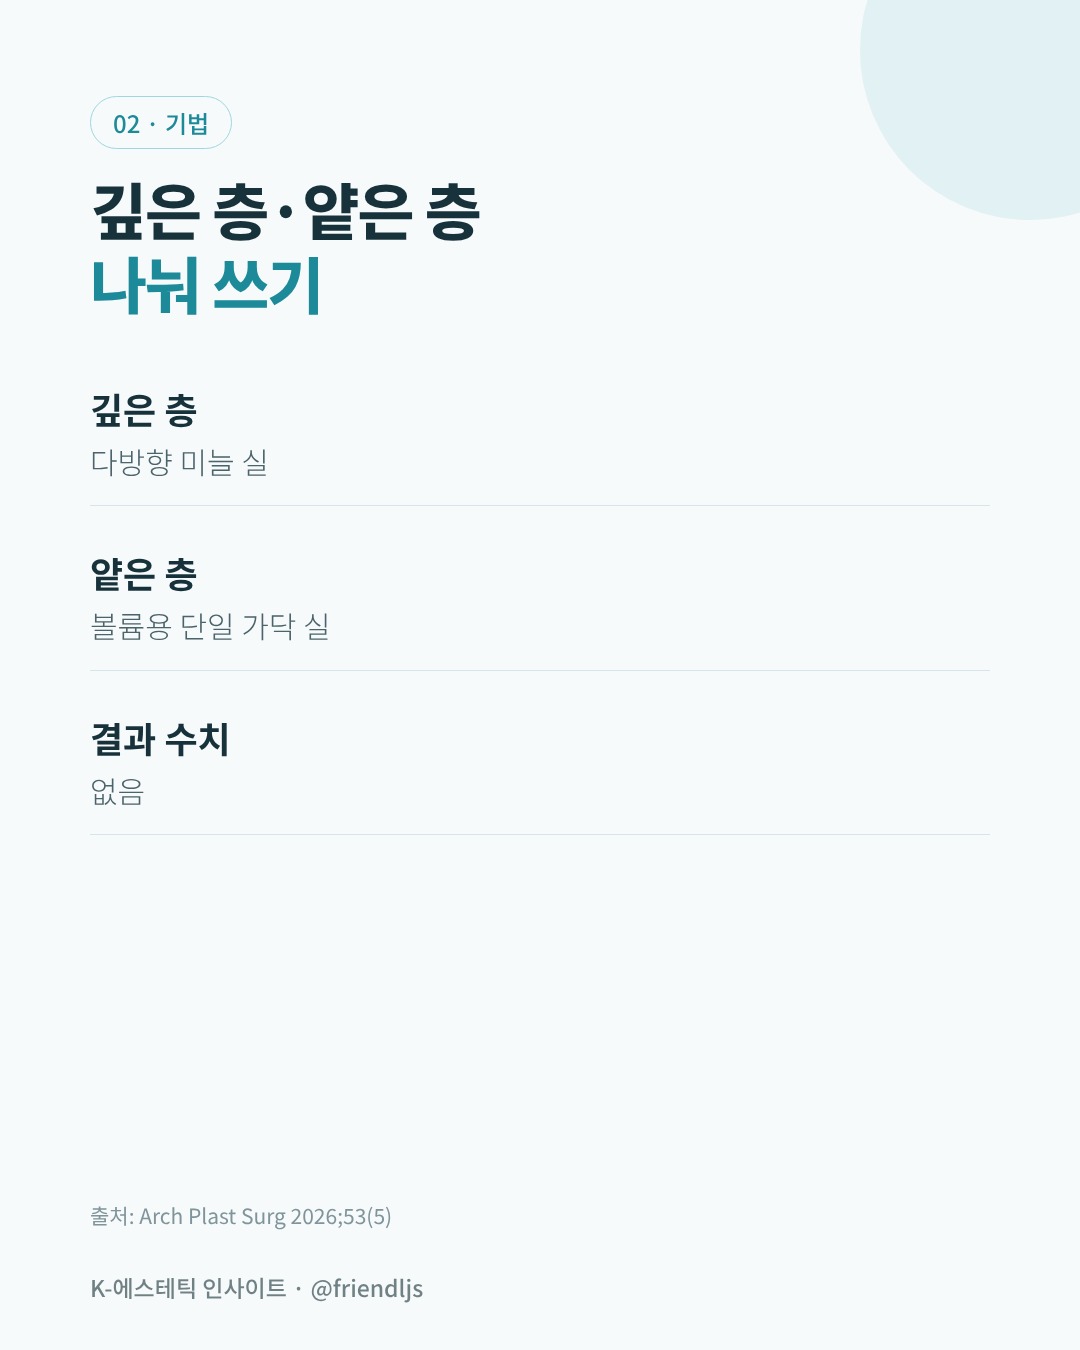 02 · 기법
깊은 층·얕은 층
나눠 쓰기
깊은 층
다방향 미늘 실
얕은 층
볼륨용 단일 가닥 실
결과 수치
없음
출처: Arch Plast Surg 2026;53(5)
K-에스테틱 인사이트 · @friendljs